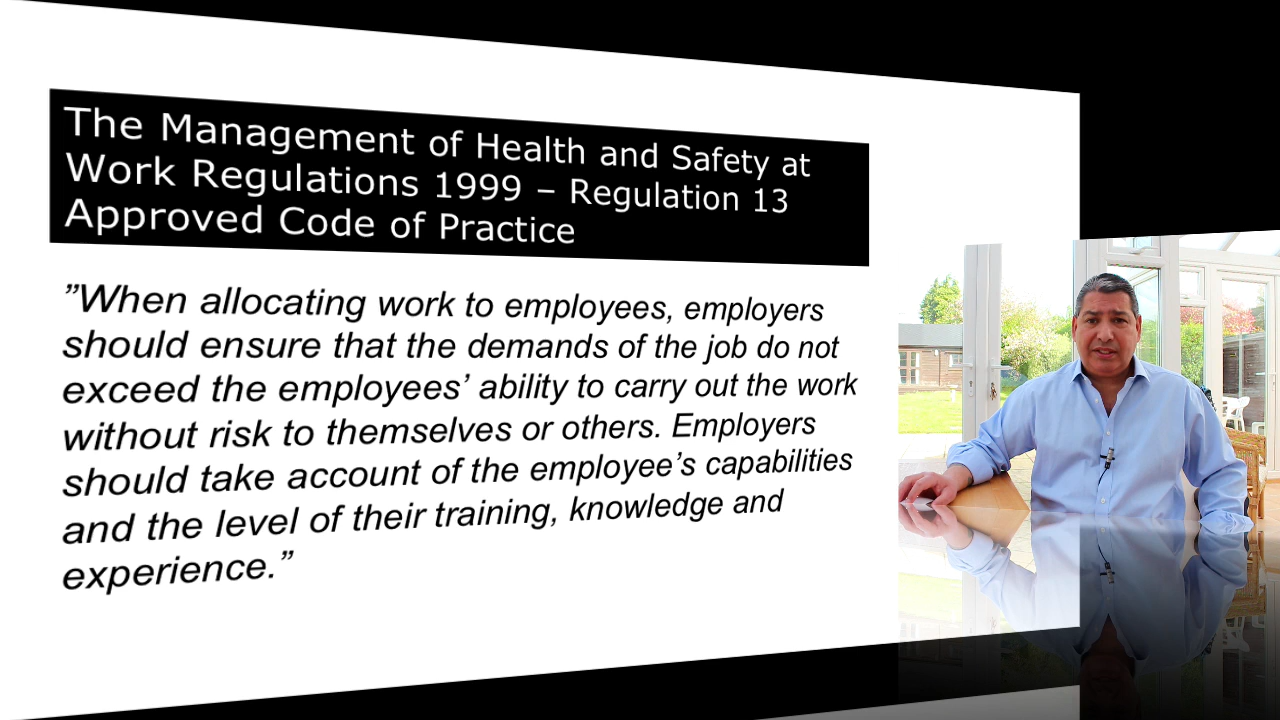 The Management of Health and Safety at
Work Regulations 1999 – Regulation 13
Approved Code of Practice
”When allocating work to employees, employers
should ensure that the demands of the job do not
exceed the employees’ ability to carry out the work
without risk to themselves or others. Employers
should take account of the employee’s capabilities
and the level of their training, knowledge and
experience.”